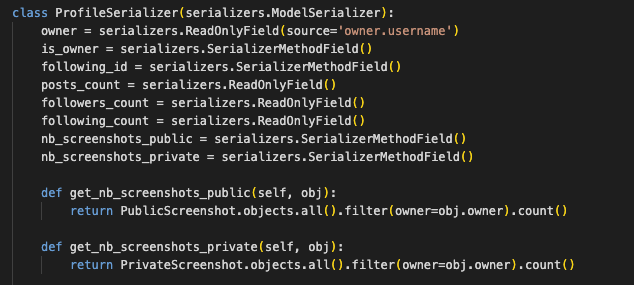 class ProfileSerializer(serializers.ModelSerializer):
    owner = serializers.ReadOnlyField(source='owner.username')
    is_owner = serializers.SerializerMethodField()
    following_id = serializers.SerializerMethodField()
    posts_count = serializers.ReadOnlyField()
    followers_count = serializers.ReadOnlyField()
    following_count = serializers.ReadOnlyField()
    nb_screenshots_public = serializers.SerializerMethodField()
    nb_screenshots_private = serializers.SerializerMethodField()

    def get_nb_screenshots_public(self, obj):
        return PublicScreenshot.objects.all().filter(owner=obj.owner).count()

    def get_nb_screenshots_private(self, obj):
        return PrivateScreenshot.objects.all().filter(owner=obj.owner).count()